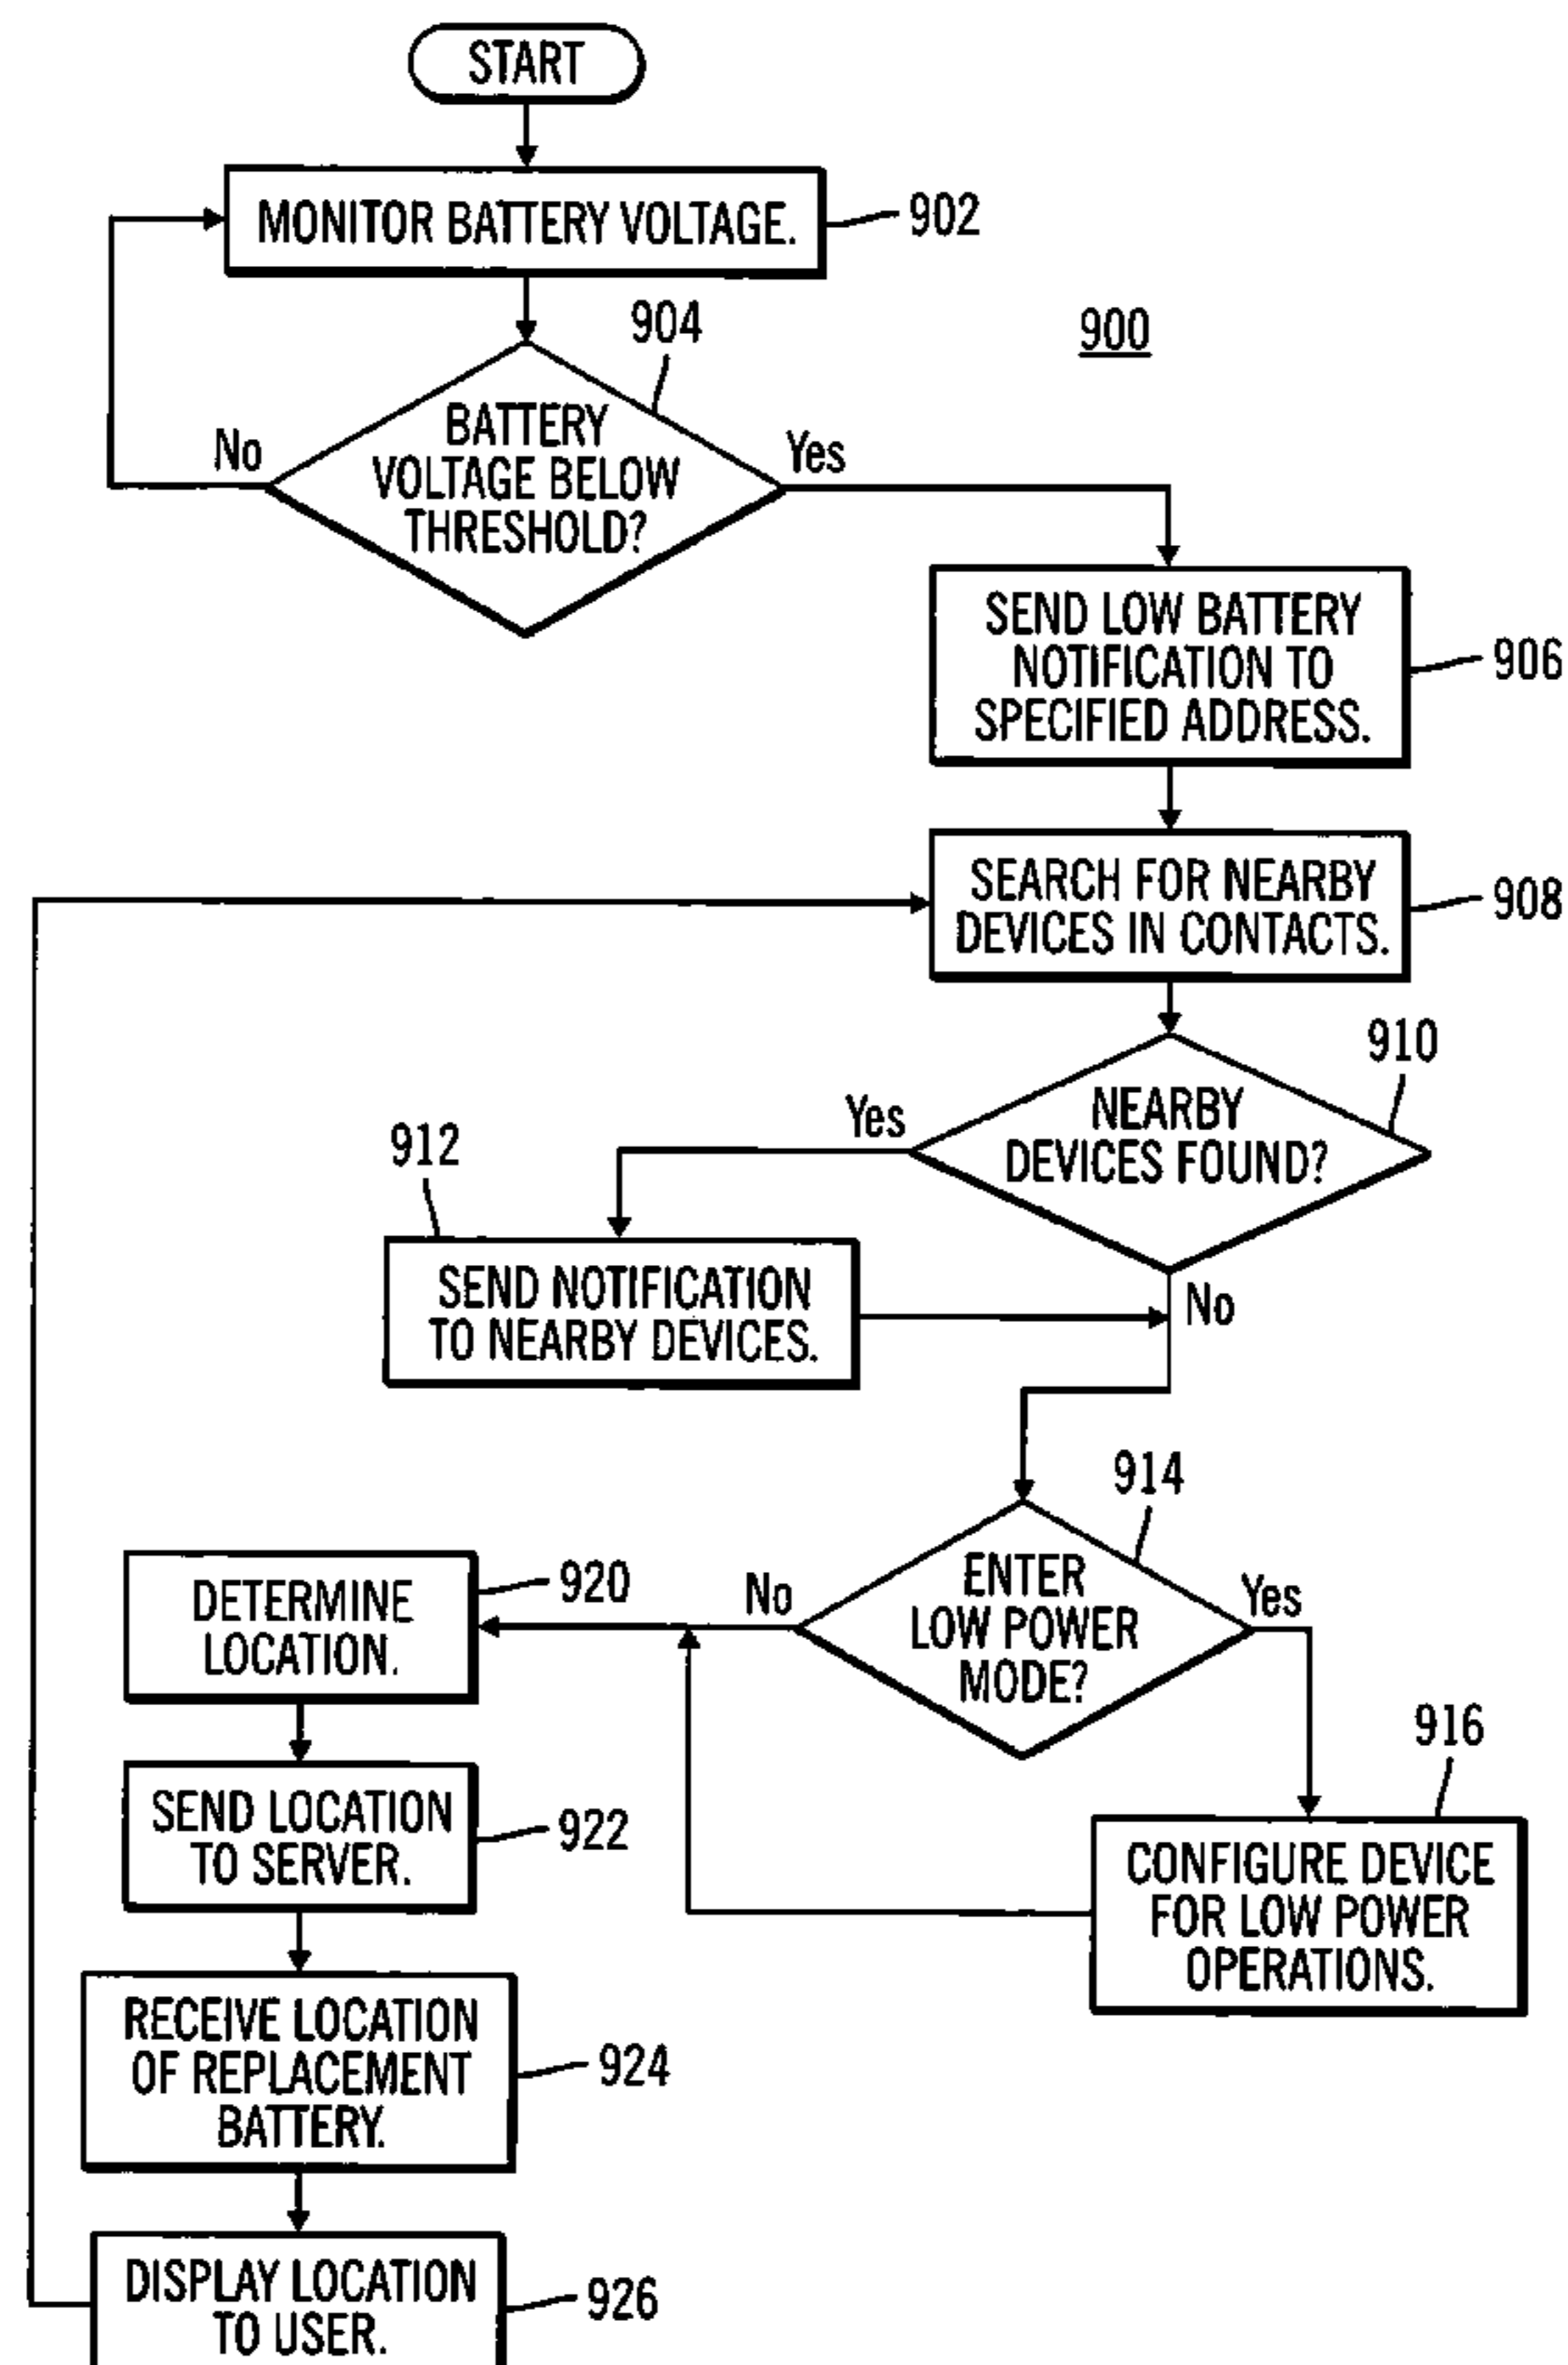 START
MONITOR BATTERY VOLTAGE.
902
904
900
BATTERY
VOLTAGE BELOW
THRESHOLD?
No
Yes
SEND LOW BATTERY
NOTIFICATION TO
SPECIFIED ADDRESS.
906
SEARCH FOR NEARBY
DEVICES IN CONTACTS.
908
910
NEARBY
DEVICES FOUND?
Yes
No
912
SEND NOTIFICATION
TO NEARBY DEVICES.
914
ENTER
LOW POWER
MODE?
No
Yes
916
CONFIGURE DEVICE
FOR LOW POWER
OPERATIONS.
DETERMINE
LOCATION.
920
SEND LOCATION
TO SERVER.
922
RECEIVE LOCATION
OF REPLACEMENT
BATTERY.
924
DISPLAY LOCATION
TO USER.
926